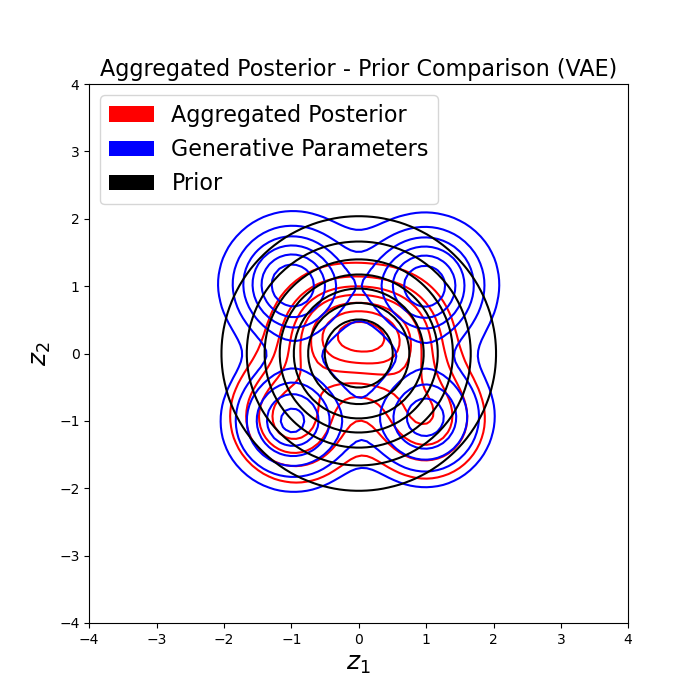 Aggregated Posterior - Prior Comparison (VAE)
Aggregated Posterior
Generative Parameters
Prior
4
3
2
1
0
−1
−2
−3
−4
z2
−4 −3 −2 −1 0 1 2 3 4
z1